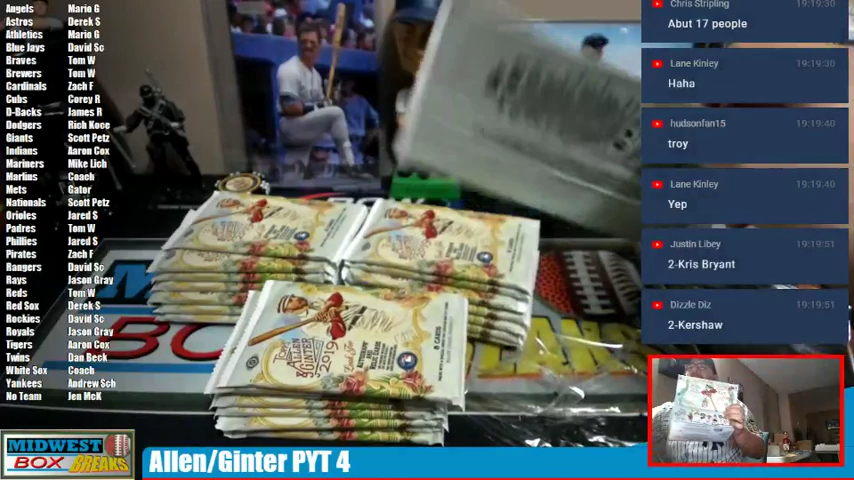 Angels Mario G
Astros Derek S
Athletics Mario G
Blue Jays David Sc
Braves Tom W
Brewers Tom W
Cardinals Zach F
Cubs Corey R
D-Backs James R
Dodgers Rich Koce
Giants Scott Petz
Indians Aaron Cox
Mariners Mike Lich
Marlins Coach
Mets Gator
Nationals Scott Petz
Orioles Jared S
Padres Tom W
Phillies Jared S
Pirates Zach F
Rangers David Sc
Rays Jason Gray
Reds Tom W
Red Sox Derek S
Rockies David Sc
Royals Jason Gray
Tigers Aaron Cox
Twins Dan Beck
White Sox Coach
Yankees Andrew Sch
No Team Jen McK
Chris Stripling 19:19:30
Abut 17 people
Lane Kinley 19:19:30
Haha
hudsonfan15 19:19:40
troy
Lane Kinley 19:19:40
Yep
Justin Libey 19:19:51
2-Kris Bryant
Dizzle Diz 19:19:51
2-Kershaw
TOPPS
ALLEN
& GINTER
2019
8 CARDS
MIDWEST
BOX BREAKS
Allen/Ginter PYT 4